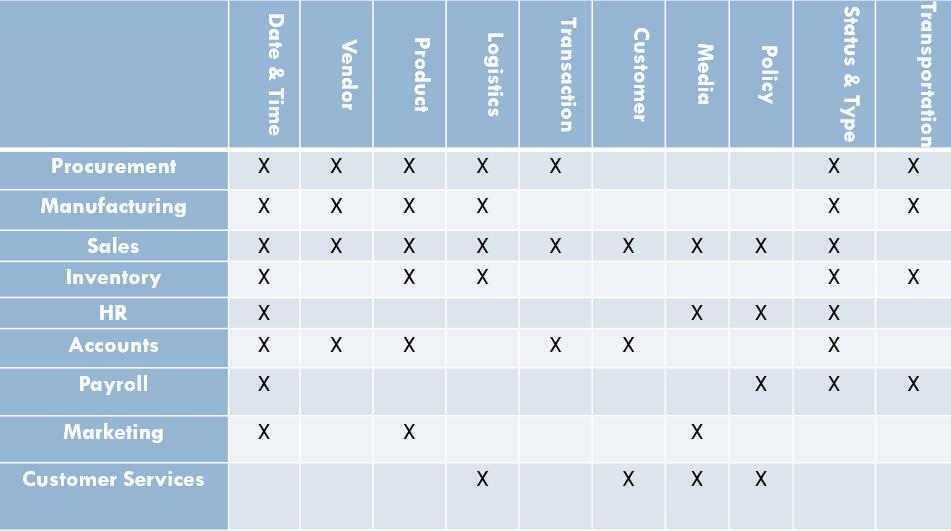 Date & Time Vendor Product Logistics Transaction Customer Media Policy Status & Type Transportation
Procurement X X X X X X X
Manufacturing X X X X X X
Sales X X X X X X X X X
Inventory X X X X X
HR X X X X
Accounts X X X X X X
Payroll X X X X
Marketing X X X
Customer Services X X X X